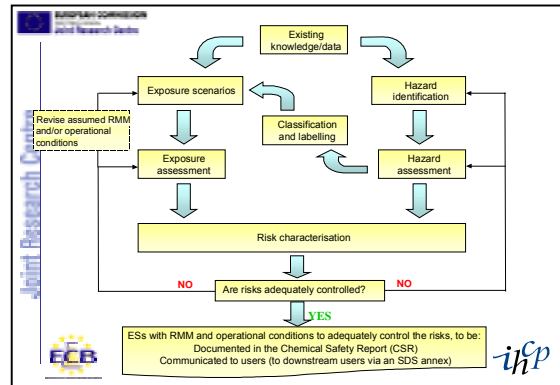 EUROPEAN COMMISSION
Joint Research Centre
Existing
knowledge/data
Exposure scenarios
Hazard
identification
Revise assumed RMM
and/or operational
conditions
Classification
and labelling
Exposure
assessment
Hazard
assessment
Joint Research Centre
Risk characterisation
NO
Are risks adequately controlled?
NO
YES
ESs with RMM and operational conditions to adequately control the risks, to be:
Documented in the Chemical Safety Report (CSR)
Communicated to users (to downstream users via an SDS annex)
ECB
ihcp